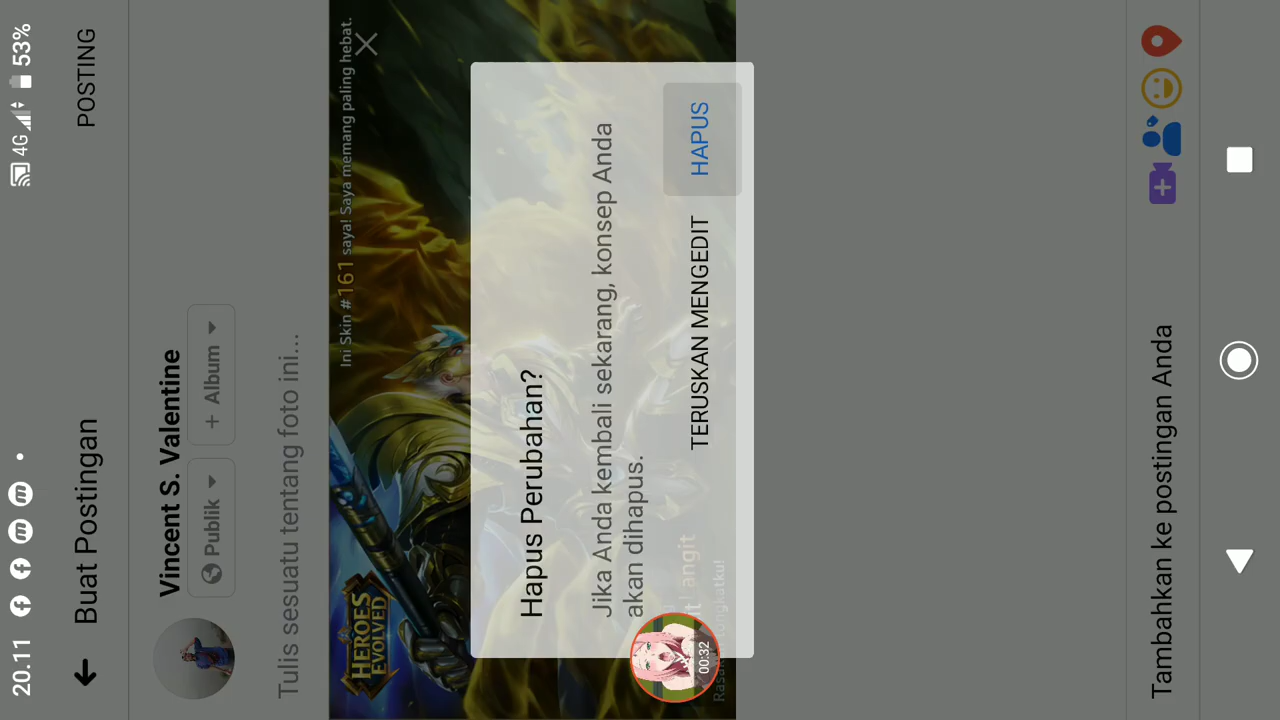 20.11
4G 53%
Buat Postingan
POSTING
Vincent S. Valentine
Publik
+ Album
Tulis sesuatu tentang foto ini...
Ini Skin #161 saya! Saya memang paling hebat.
HEROES
EVOLVED
Hapus Perubahan?
Jika Anda kembali sekarang, konsep Anda
akan dihapus.
TERUSKAN MENGEDIT
HAPUS
00:32
Tambahkan ke postingan Anda